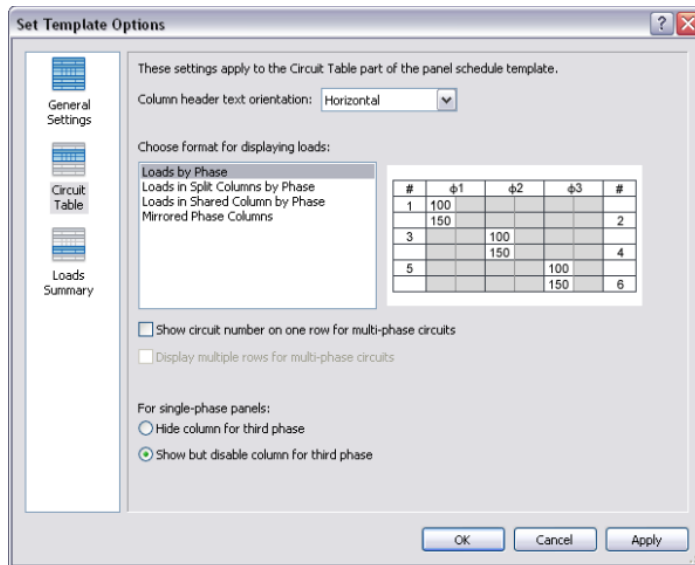 Set Template Options
General
Settings
Circuit
Table
Loads
Summary
These settings apply to the Circuit Table part of the panel schedule template.
Column header text orientation: Horizontal
Choose format for displaying loads:
Loads by Phase
Loads in Split Columns by Phase
Loads in Shared Column by Phase
Mirrored Phase Columns
# ϕ1 ϕ2 ϕ3 #
1 100
150 2
3 100
150 4
5 100
150 6
Show circuit number on one row for multi-phase circuits
Display multiple rows for multi-phase circuits
For single-phase panels:
Hide column for third phase
Show but disable column for third phase
OK Cancel Apply